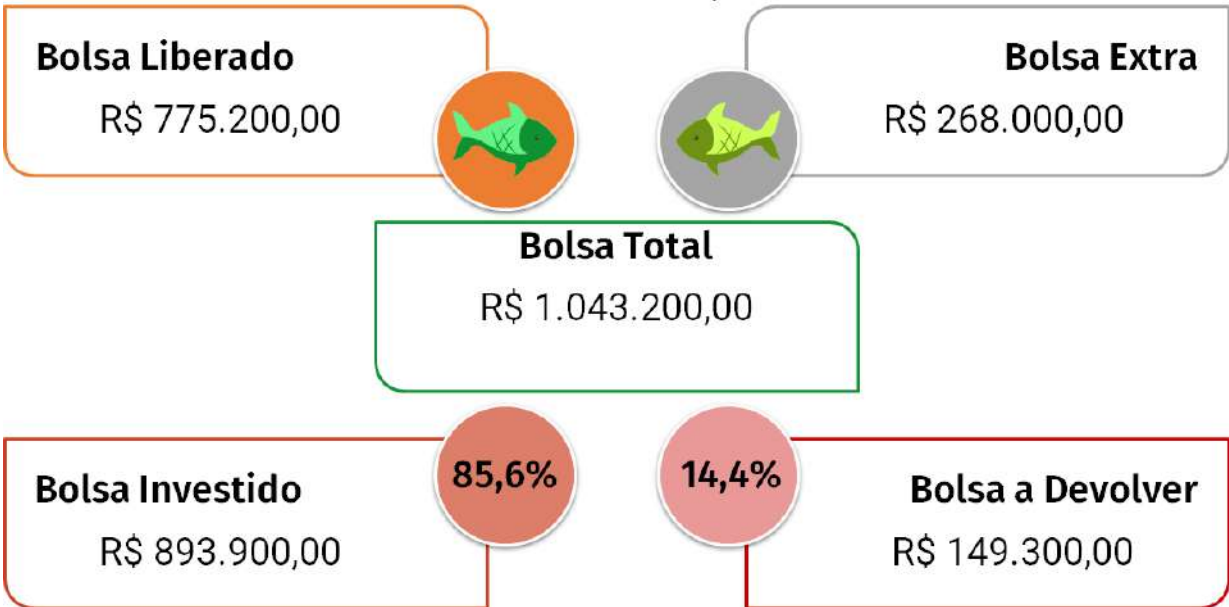 Bolsa Liberado
R$ 775.200,00
Bolsa Extra
R$ 268.000,00
Bolsa Total
R$ 1.043.200,00
85,6%
14,4%
Bolsa Investido
R$ 893.900,00
Bolsa a Devolver
R$ 149.300,00